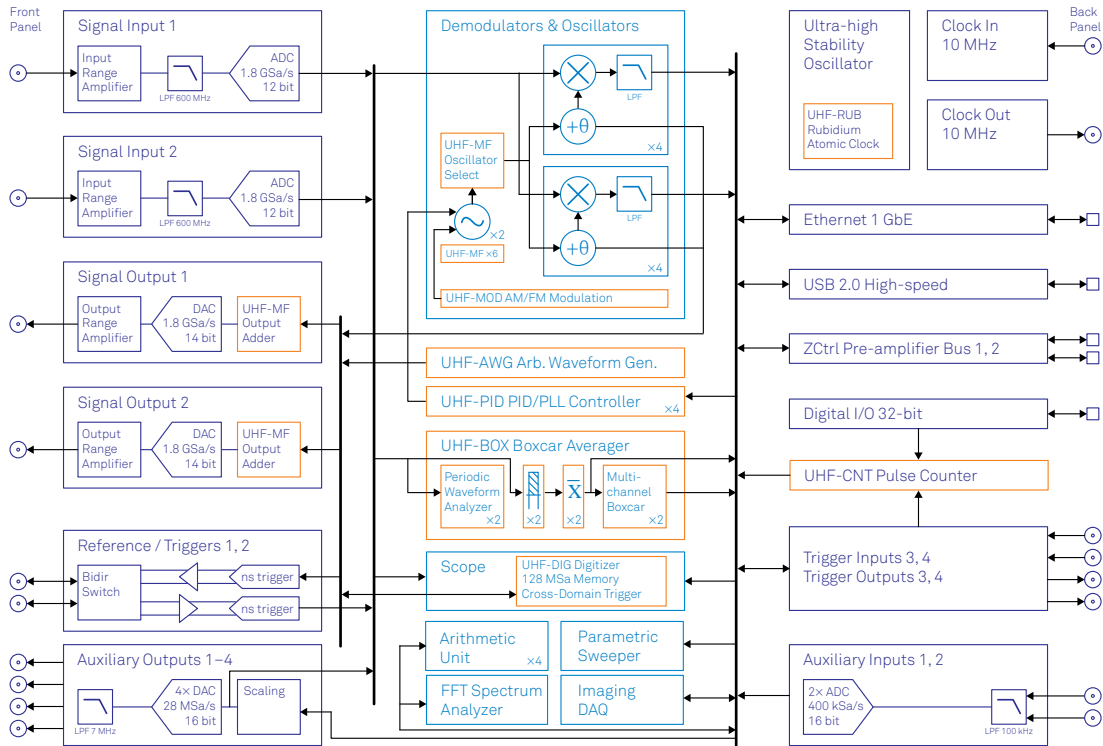 Front
Panel
Signal Input 1
Input
Range
Amplifier
LPF 600 MHz
ADC
1.8 GSa/s
12 bit
Signal Input 2
Input
Range
Amplifier
LPF 600 MHz
ADC
1.8 GSa/s
12 bit
Signal Output 1
Output
Range
Amplifier
DAC
1.8 GSa/s
14 bit
UHF-MF
Output
Adder
Signal Output 2
Output
Range
Amplifier
DAC
1.8 GSa/s
14 bit
UHF-MF
Output
Adder
Reference / Triggers 1, 2
Bidir
Switch
ns trigger
ns trigger
Auxiliary Outputs 1–4
LPF 7 MHz
4× DAC
28 MSa/s
16 bit
Scaling
Demodulators & Oscillators
LPF
+θ
×4
UHF-MF
Oscillator
Select
×2
UHF-MF ×6
LPF
+θ
×4
UHF-MOD AM/FM Modulation
UHF-AWG Arb. Waveform Gen.
UHF-PID PID/PLL Controller
×4
UHF-BOX Boxcar Averager
Periodic
Waveform
Analyzer
×2
×2
x̅
×2
Multi-
channel
Boxcar
×2
Scope
UHF-DIG Digitizer
128 MSa Memory
Cross-Domain Trigger
Arithmetic
Unit
×4
Parametric
Sweeper
FFT Spectrum
Analyzer
Imaging
DAQ
Ultra-high
Stability
Oscillator
UHF-RUB
Rubidium
Atomic Clock
Clock In
10 MHz
Back
Panel
Clock Out
10 MHz
Ethernet 1 GbE
USB 2.0 High-speed
ZCtrl Pre-amplifier Bus 1, 2
Digital I/O 32-bit
UHF-CNT Pulse Counter
Trigger Inputs 3, 4
Trigger Outputs 3, 4
Auxiliary Inputs 1, 2
2× ADC
400 kSa/s
16 bit
LPF 100 kHz